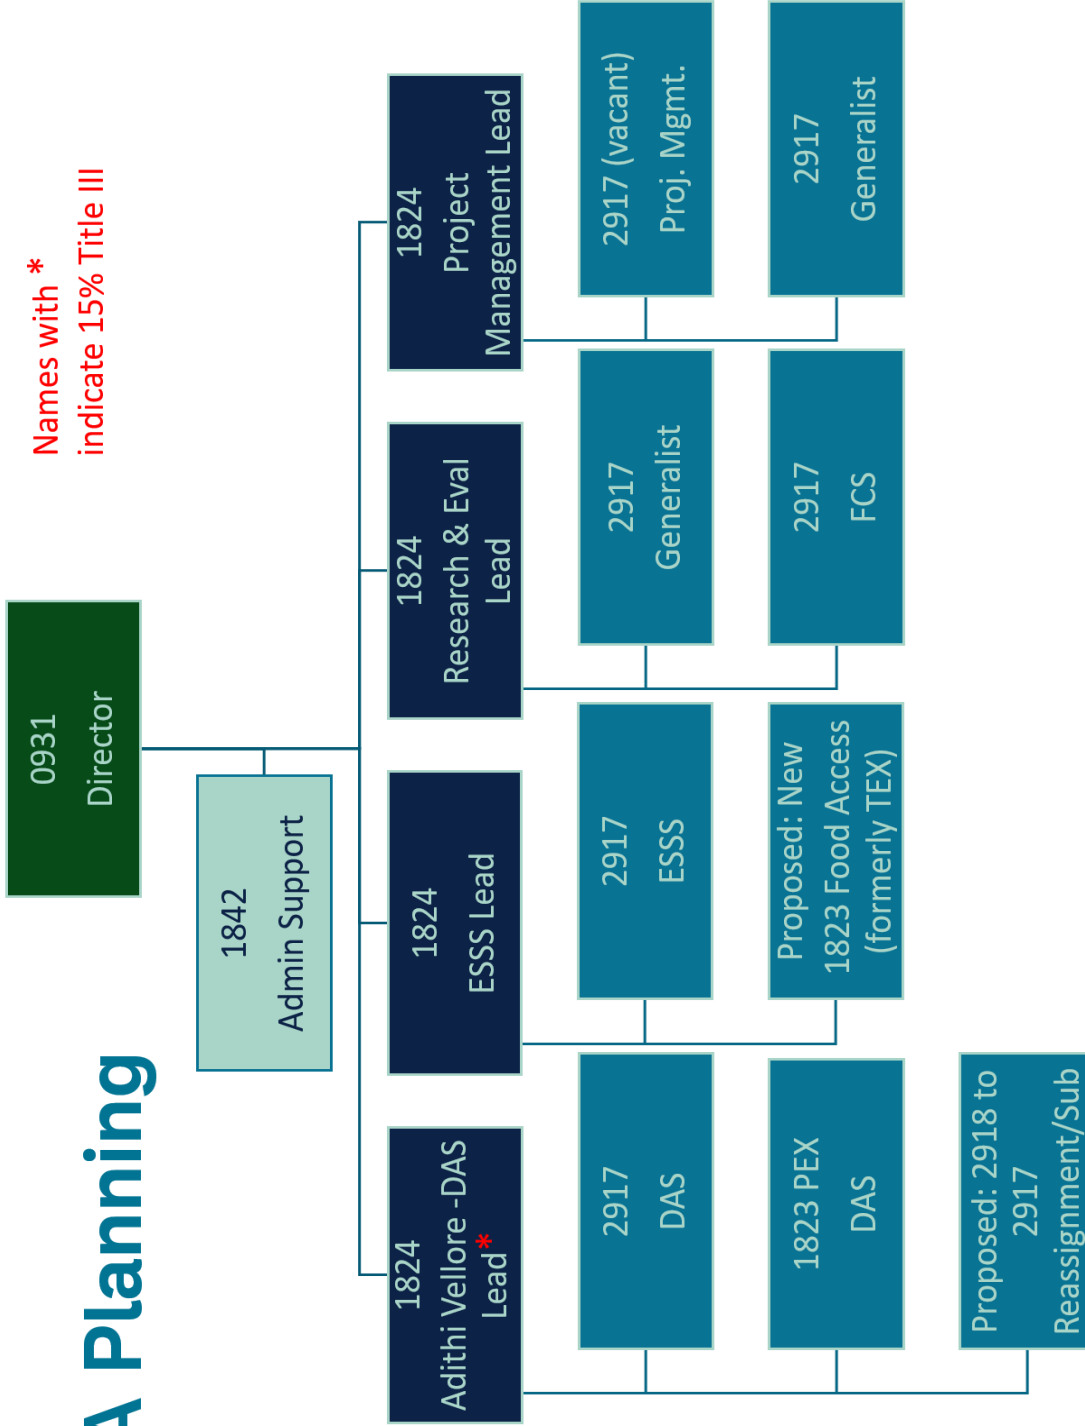 A Planning
Names with *
indicate 15% Title III
0931
Director
1842
Admin Support
1824
Adithi Vellore -DAS
Lead*
1824
ESSS Lead
1824
Research & Eval
Lead
1824
Project
Management Lead
2917
DAS
2917
ESSS
2917
Generalist
2917 (vacant)
Proj. Mgmt.
1823 PEX
DAS
Proposed: New
1823 Food Access
(formerly TEX)
2917
FCS
2917
Generalist
Proposed: 2918 to
2917
Reassignment/Sub